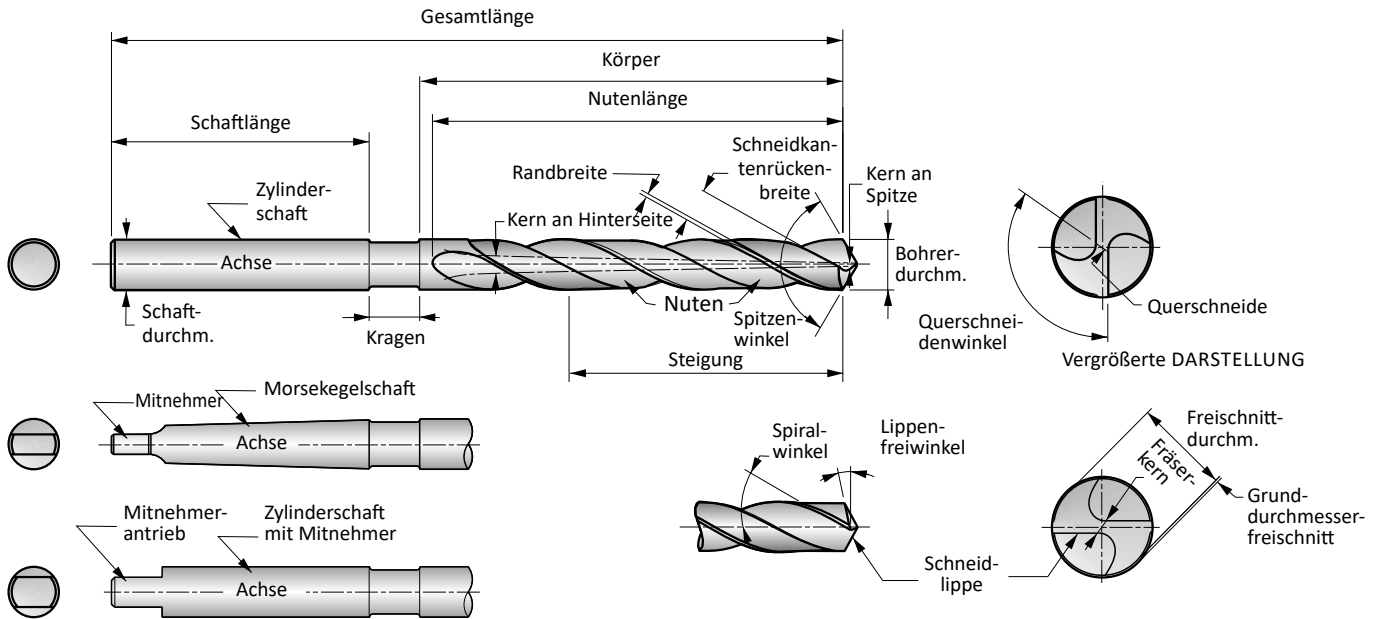 Gesamtlänge
Körper
Nutenlänge
Schaftlänge
Schneidkan-
tenrücken-
breite
Randbreite
Kern an
Spitze
Zylinder-
schaft
Kern an Hinterseite
Achse
Bohrer-
durchm.
Nuten
Schaft-
durchm.
Kragen
Spitzen-
winkel
Steigung
Querschneide
Querschnei-
denwinkel
Vergrößerte DARSTELLUNG
Mitnehmer
Morsekegelschaft
Achse
Spiral-
winkel
Lippen-
freiwinkel
Freischnitt-
durchm.
Fräser-
kern
Grund-
durchmesser-
freischnitt
Mitnehmer-
antrieb
Zylinderschaft
mit Mitnehmer
Achse
Schneid-
lippe